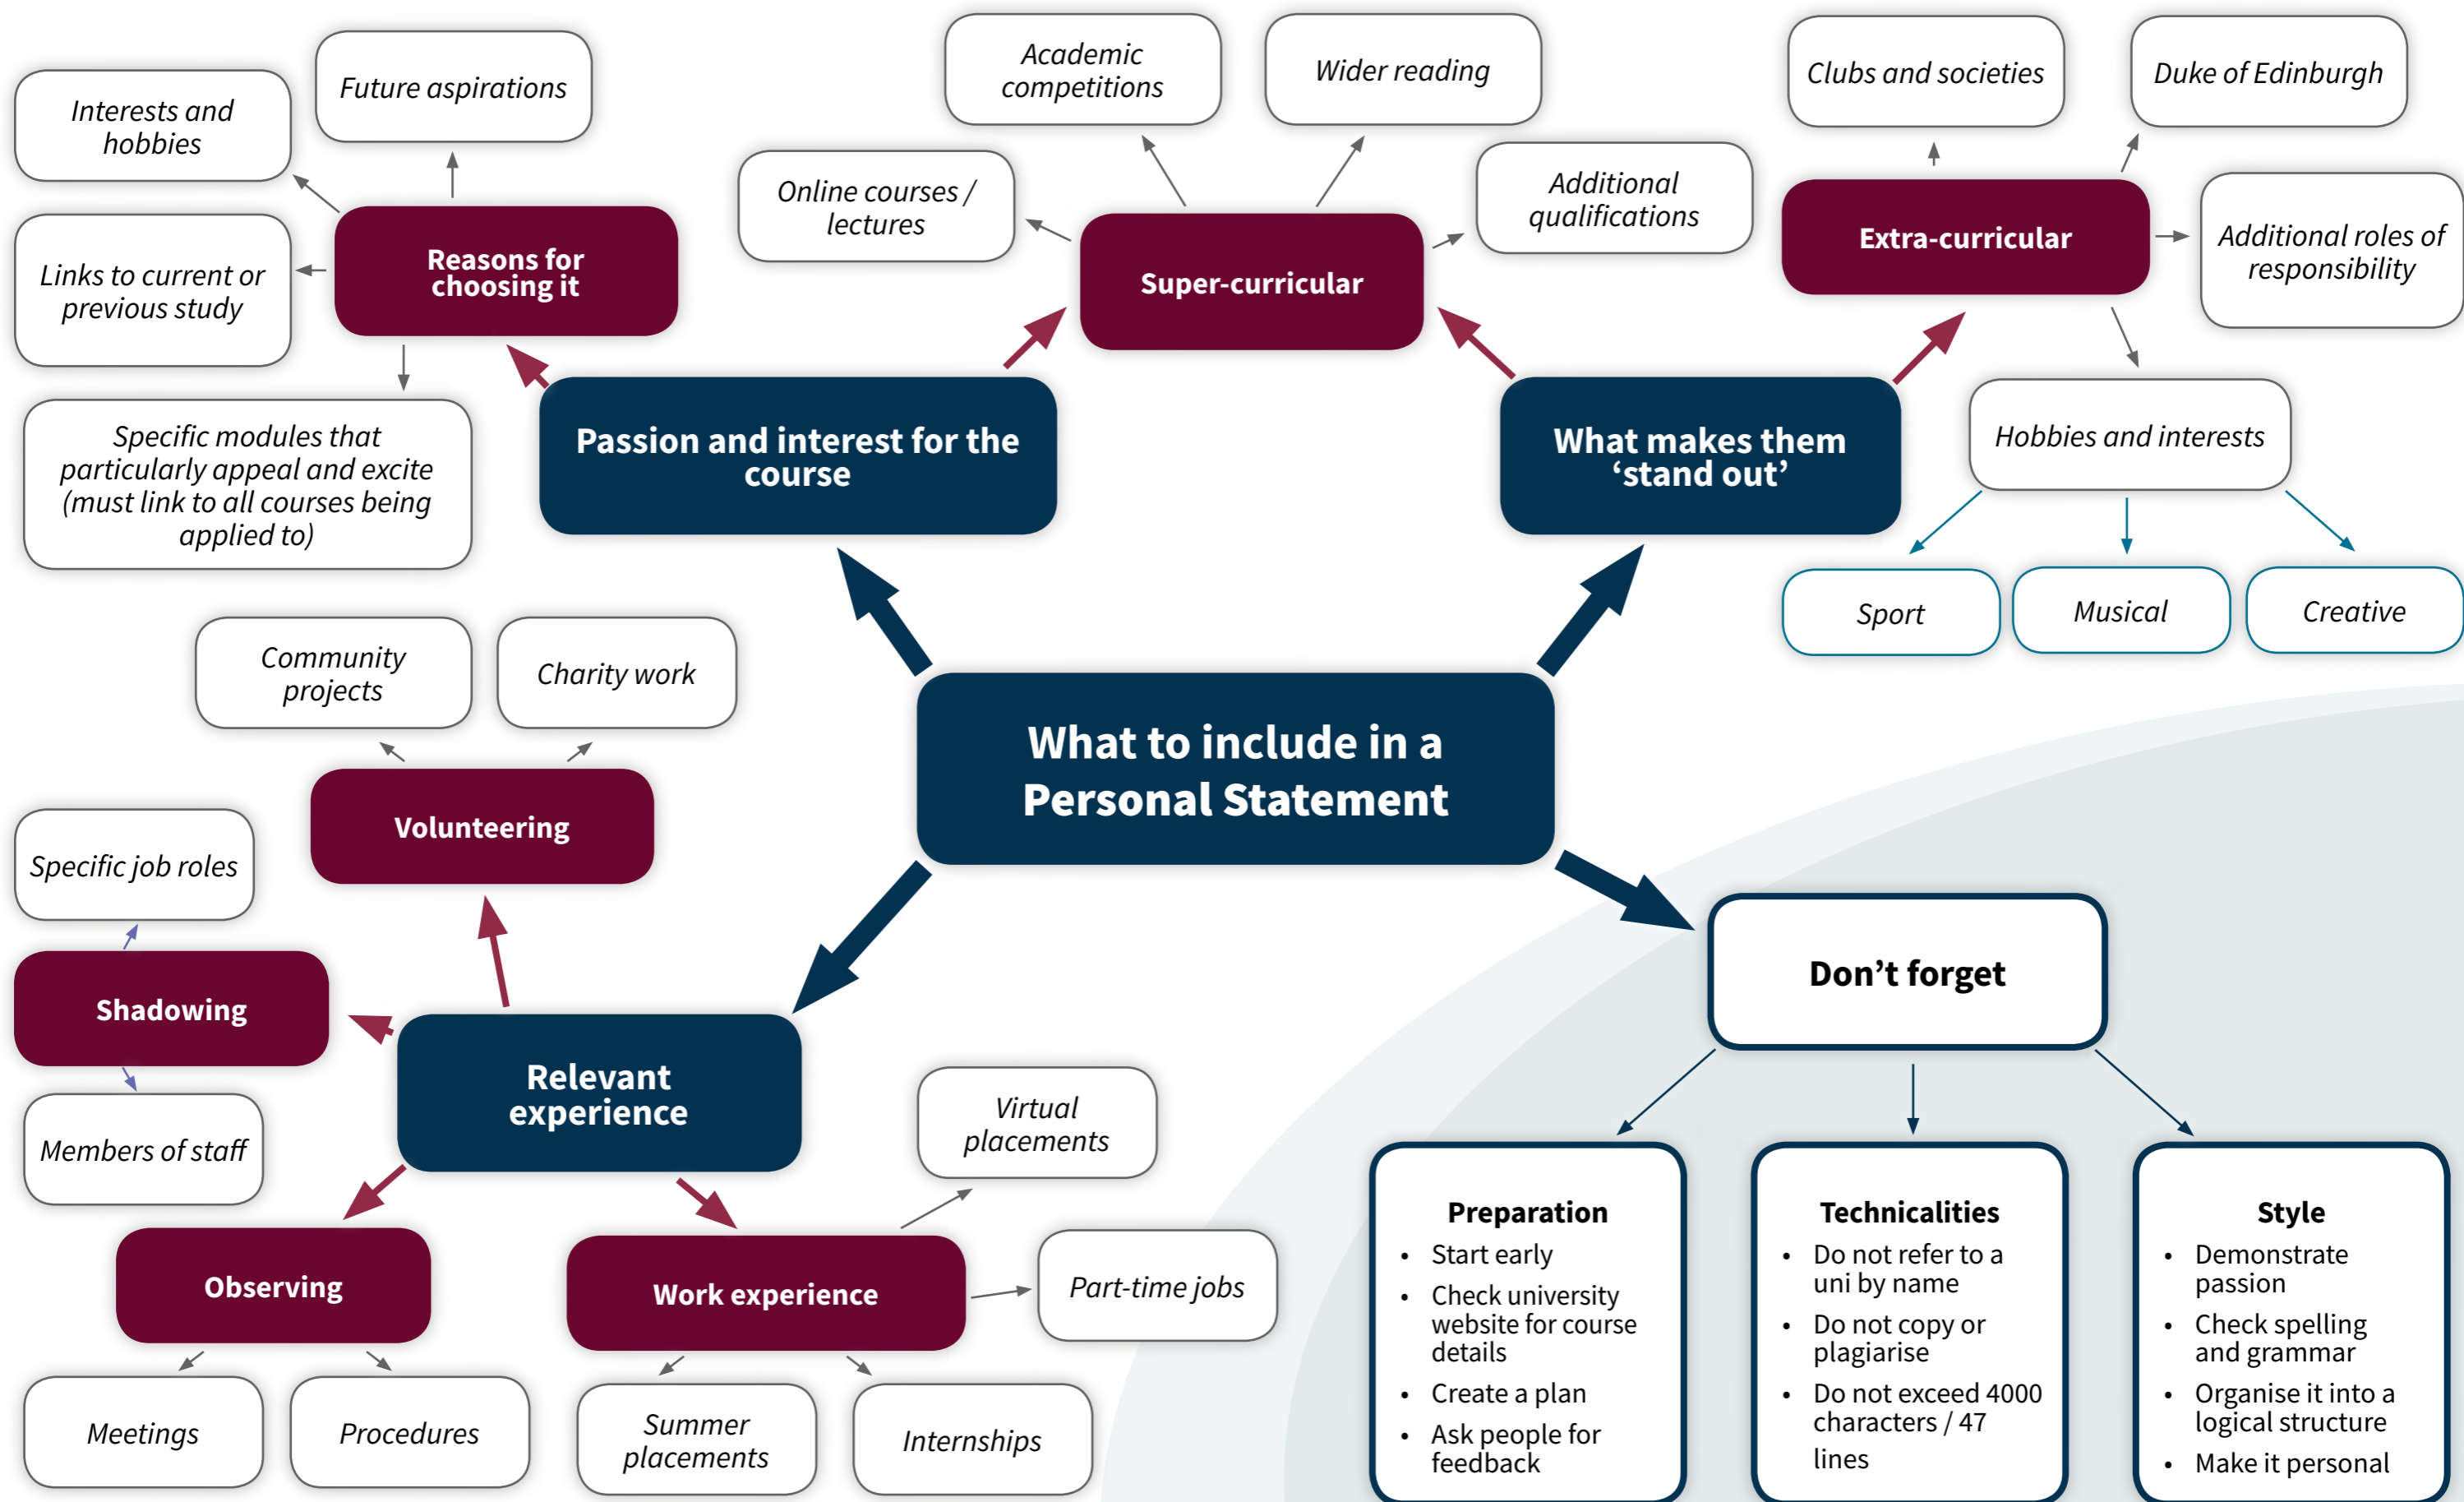 Interests and
hobbies
Future aspirations
Links to current or
previous study
Reasons for
choosing it
Specific modules that
particularly appeal and excite
(must link to all courses being
applied to)
Academic
competitions
Wider reading
Online courses /
lectures
Additional
qualifications
Super-curricular
Clubs and societies
Duke of Edinburgh
Extra-curricular
Additional roles of
responsibility
Hobbies and interests
Sport
Musical
Creative
Passion and interest for the
course
What makes them
‘stand out’
What to include in a
Personal Statement
Community
projects
Charity work
Volunteering
Specific job roles
Shadowing
Members of staff
Relevant
experience
Observing
Meetings
Procedures
Work experience
Virtual
placements
Part-time jobs
Summer
placements
Internships
Don’t forget
Preparation
• Start early
• Check university
website for course
details
• Create a plan
• Ask people for
feedback
Technicalities
• Do not refer to a
uni by name
• Do not copy or
plagiarise
• Do not exceed 4000
characters / 47
lines
Style
• Demonstrate
passion
• Check spelling
and grammar
• Organise it into a
logical structure
• Make it personal